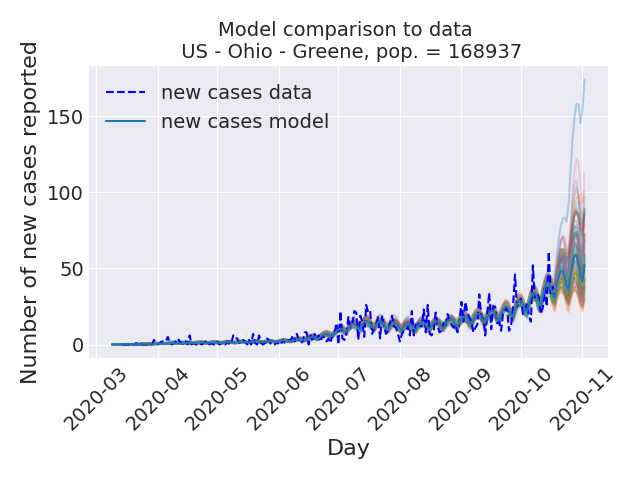 Model comparison to data
US - Ohio - Greene, pop. = 168937
Number of new cases reported
new cases data
new cases model
150
100
50
0
2020-03
2020-04
2020-05
2020-06
2020-07
2020-08
2020-09
2020-10
2020-11
Day